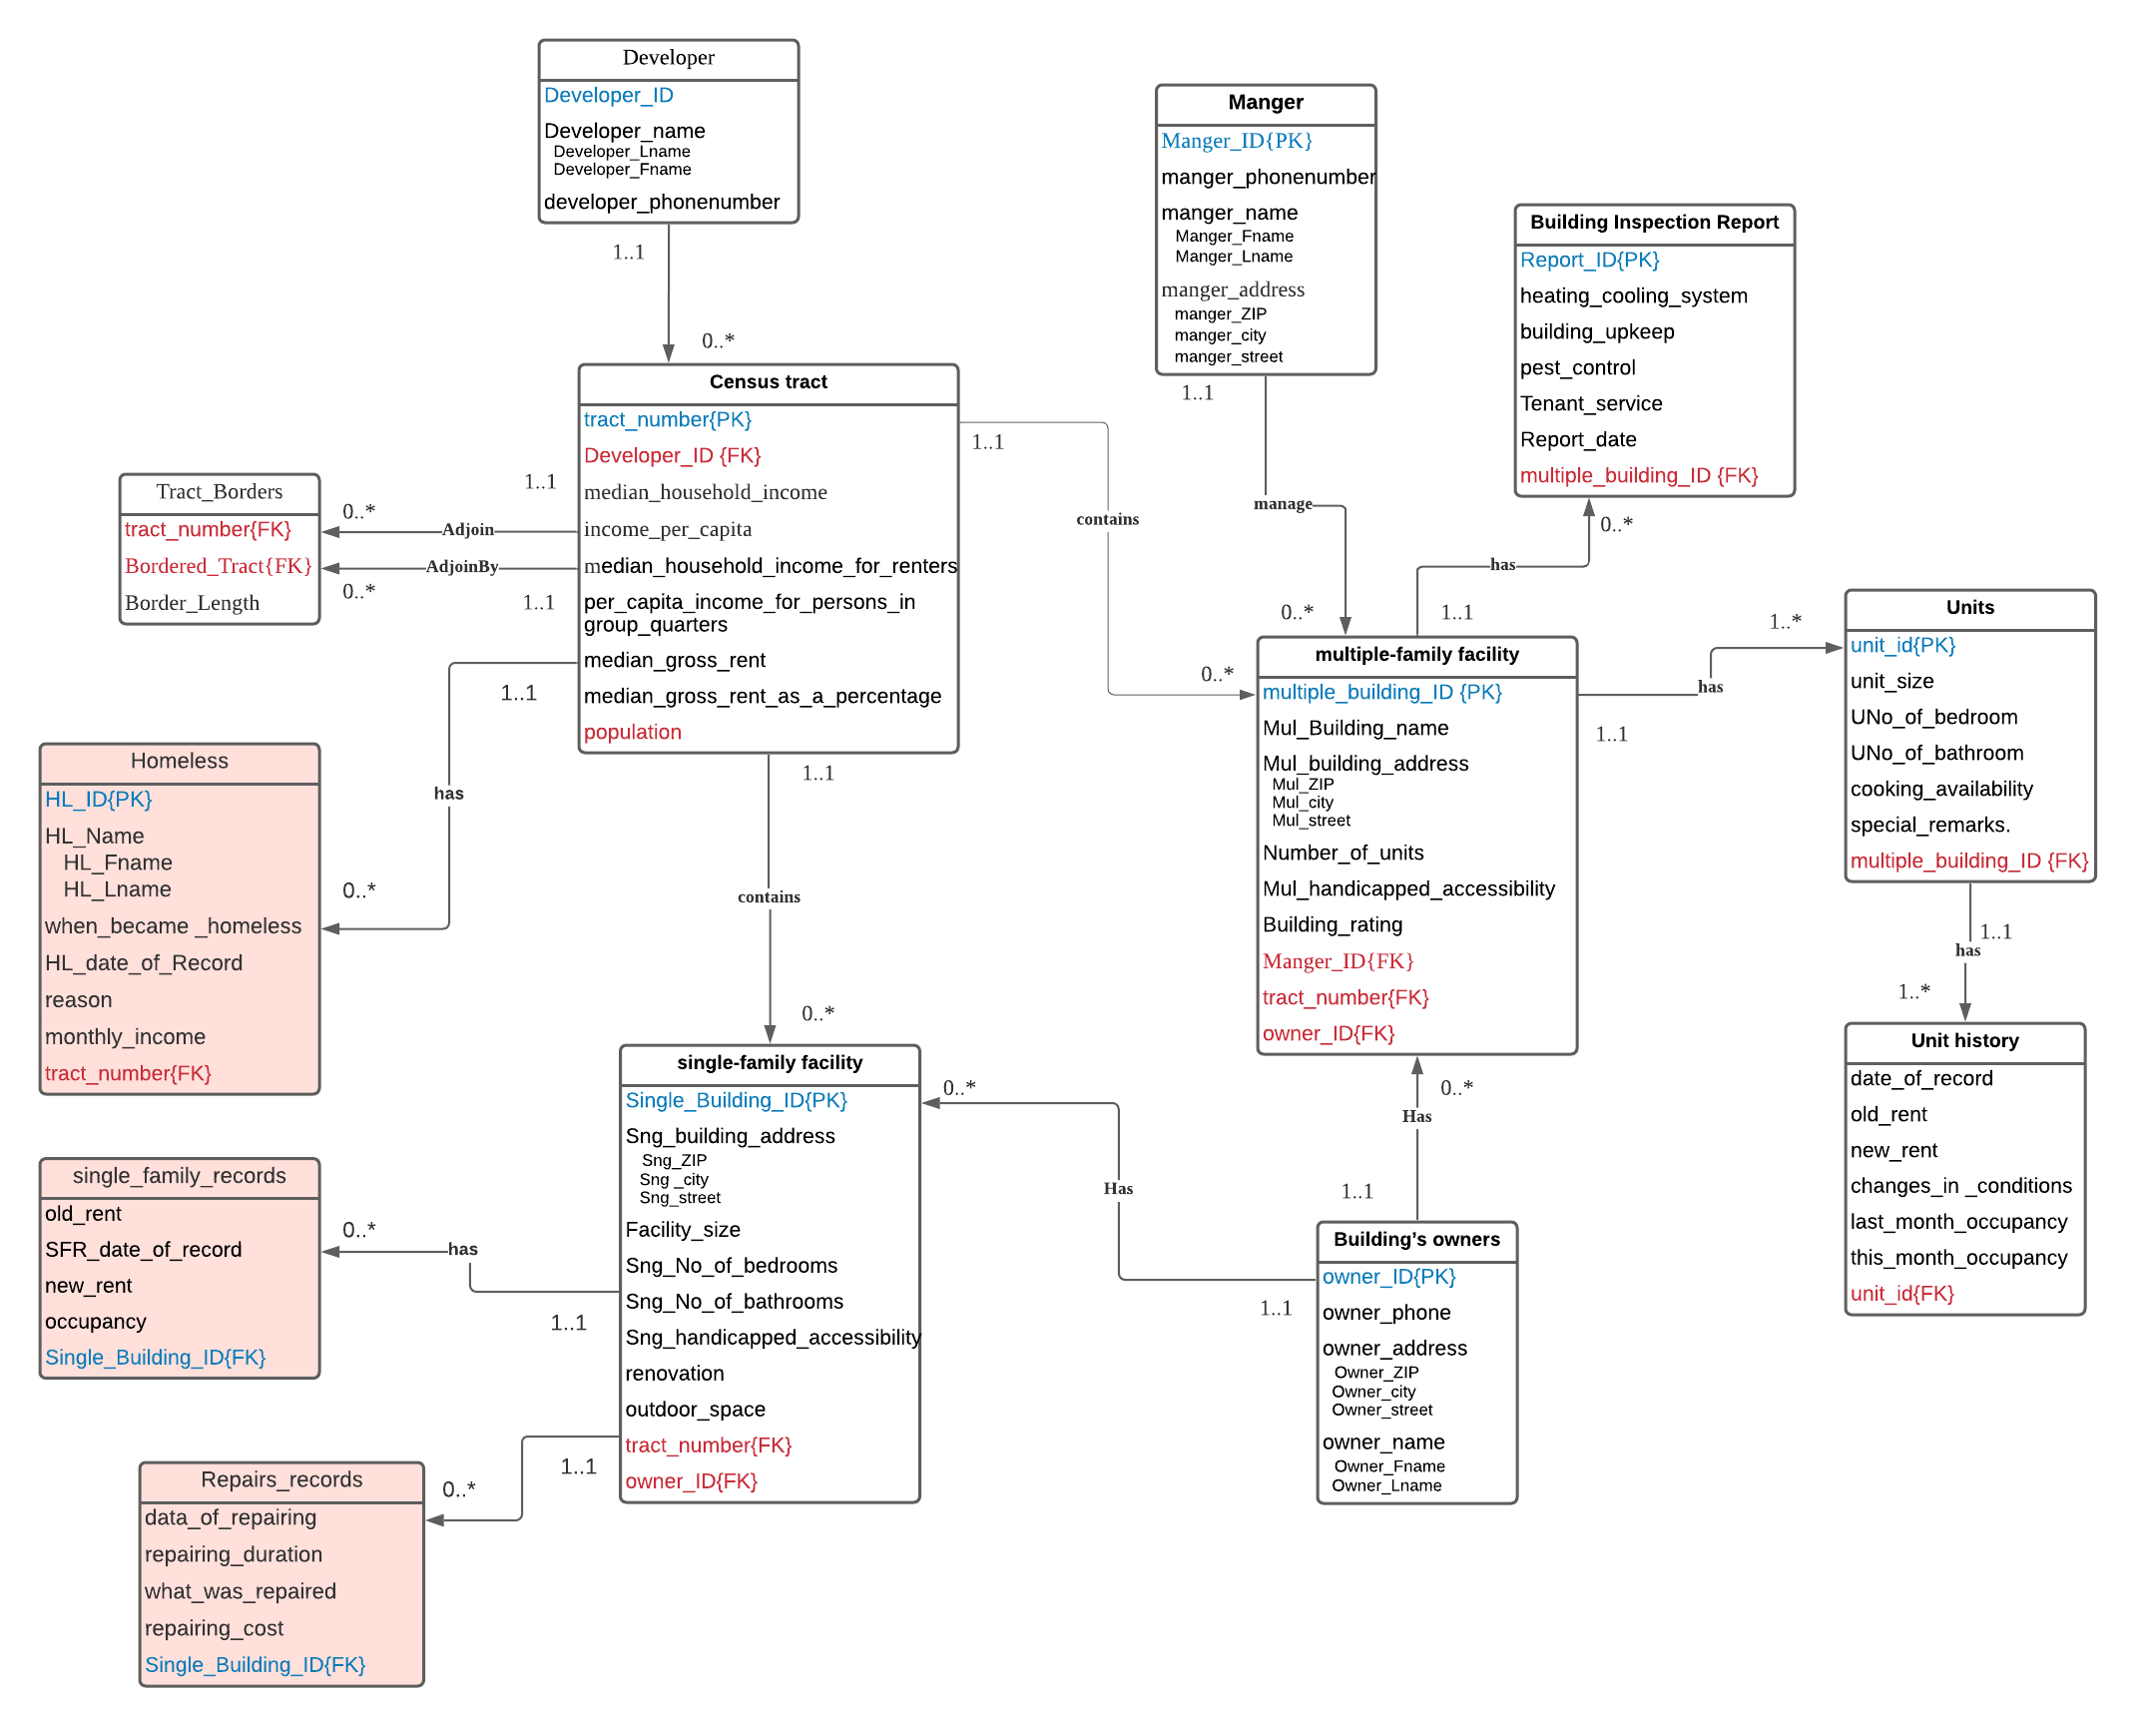 Developer
Developer_ID
Developer_name
Developer_Lname
Developer_Fname
developer_phonenumber
1..1
0..*
Manger
Manger_ID{PK}
manger_phonenumber
manger_name
Manger_Fname
Manger_Lname
manger_address
manger_ZIP
manger_city
manger_street
1..1
manage
0..*
Building Inspection Report
Report_ID{PK}
heating_cooling_system
building_upkeep
pest_control
Tenant_service
Report_date
multiple_building_ID {FK}
0..*
has
1..1
Census tract
tract_number{PK}
Developer_ID {FK}
median_household_income
income_per_capita
median_household_income_for_renters
per_capita_income_for_persons_in
group_quarters
median_gross_rent
median_gross_rent_as_a_percentage
population
1..1
contains
0..*
1..1
Adjoin
0..*
AdjoinBy
0..*
1..1
Tract_Borders
tract_number{FK}
Bordered_Tract{FK}
Border_Length
1..1
has
0..*
Homeless
HL_ID{PK}
HL_Name
HL_Fname
HL_Lname
when_became _homeless
HL_date_of_Record
reason
monthly_income
tract_number{FK}
1..1
contains
0..*
multiple-family facility
multiple_building_ID {PK}
Mul_Building_name
Mul_building_address
Mul_ZIP
Mul_city
Mul_street
Number_of_units
Mul_handicapped_accessibility
Building_rating
Manger_ID{FK}
tract_number{FK}
owner_ID{FK}
1..1
has
1..*
Units
unit_id{PK}
unit_size
UNo_of_bedroom
UNo_of_bathroom
cooking_availability
special_remarks.
multiple_building_ID {FK}
1..1
has
1..*
Unit history
date_of_record
old_rent
new_rent
changes_in _conditions
last_month_occupancy
this_month_occupancy
unit_id{FK}
single-family facility
Single_Building_ID{PK}
Sng_building_address
Sng_ZIP
Sng _city
Sng_street
Facility_size
Sng_No_of_bedrooms
Sng_No_of_bathrooms
Sng_handicapped_accessibility
renovation
outdoor_space
tract_number{FK}
owner_ID{FK}
0..*
Has
1..1
0..*
Has
1..1
Building’s owners
owner_ID{PK}
owner_phone
owner_address
Owner_ZIP
Owner_city
Owner_street
owner_name
Owner_Fname
Owner_Lname
single_family_records
old_rent
SFR_date_of_record
new_rent
occupancy
Single_Building_ID{FK}
0..*
has
1..1
1..1
0..*
Repairs_records
data_of_repairing
repairing_duration
what_was_repaired
repairing_cost
Single_Building_ID{FK}